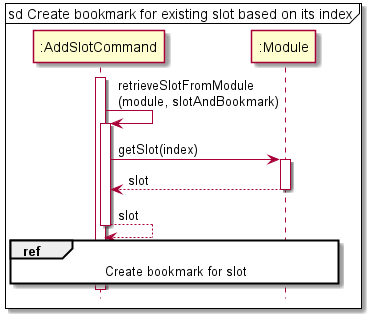 sd Create bookmark for existing slot based on its index
:AddSlotCommand
:Module
retrieveSlotFromModule
(module, slotAndBookmark)
getSlot(index)
slot
slot
ref
Create bookmark for slot